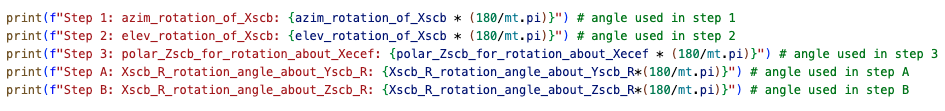 print(f"Step 1: azim_rotation_of_Xscb: {azim_rotation_of_Xscb * (180/mt.pi)}") # angle used in step 1
print(f"Step 2: elev_rotation_of_Xscb: {elev_rotation_of_Xscb * (180/mt.pi)}") # angle used in step 2
print(f"Step 3: polar_Zscb_for_rotation_about_Xecef: {polar_Zscb_for_rotation_about_Xecef * (180/mt.pi)}") # angle used in step 3
print(f"Step A: Xscb_R_rotation_angle_about_Yscb_R: {Xscb_R_rotation_angle_about_Yscb_R*(180/mt.pi)}") # angle used in step A
print(f"Step B: Xscb_R_rotation_angle_about_Zscb_R: {Xscb_R_rotation_angle_about_Zscb_R*(180/mt.pi)}") # angle used in step B